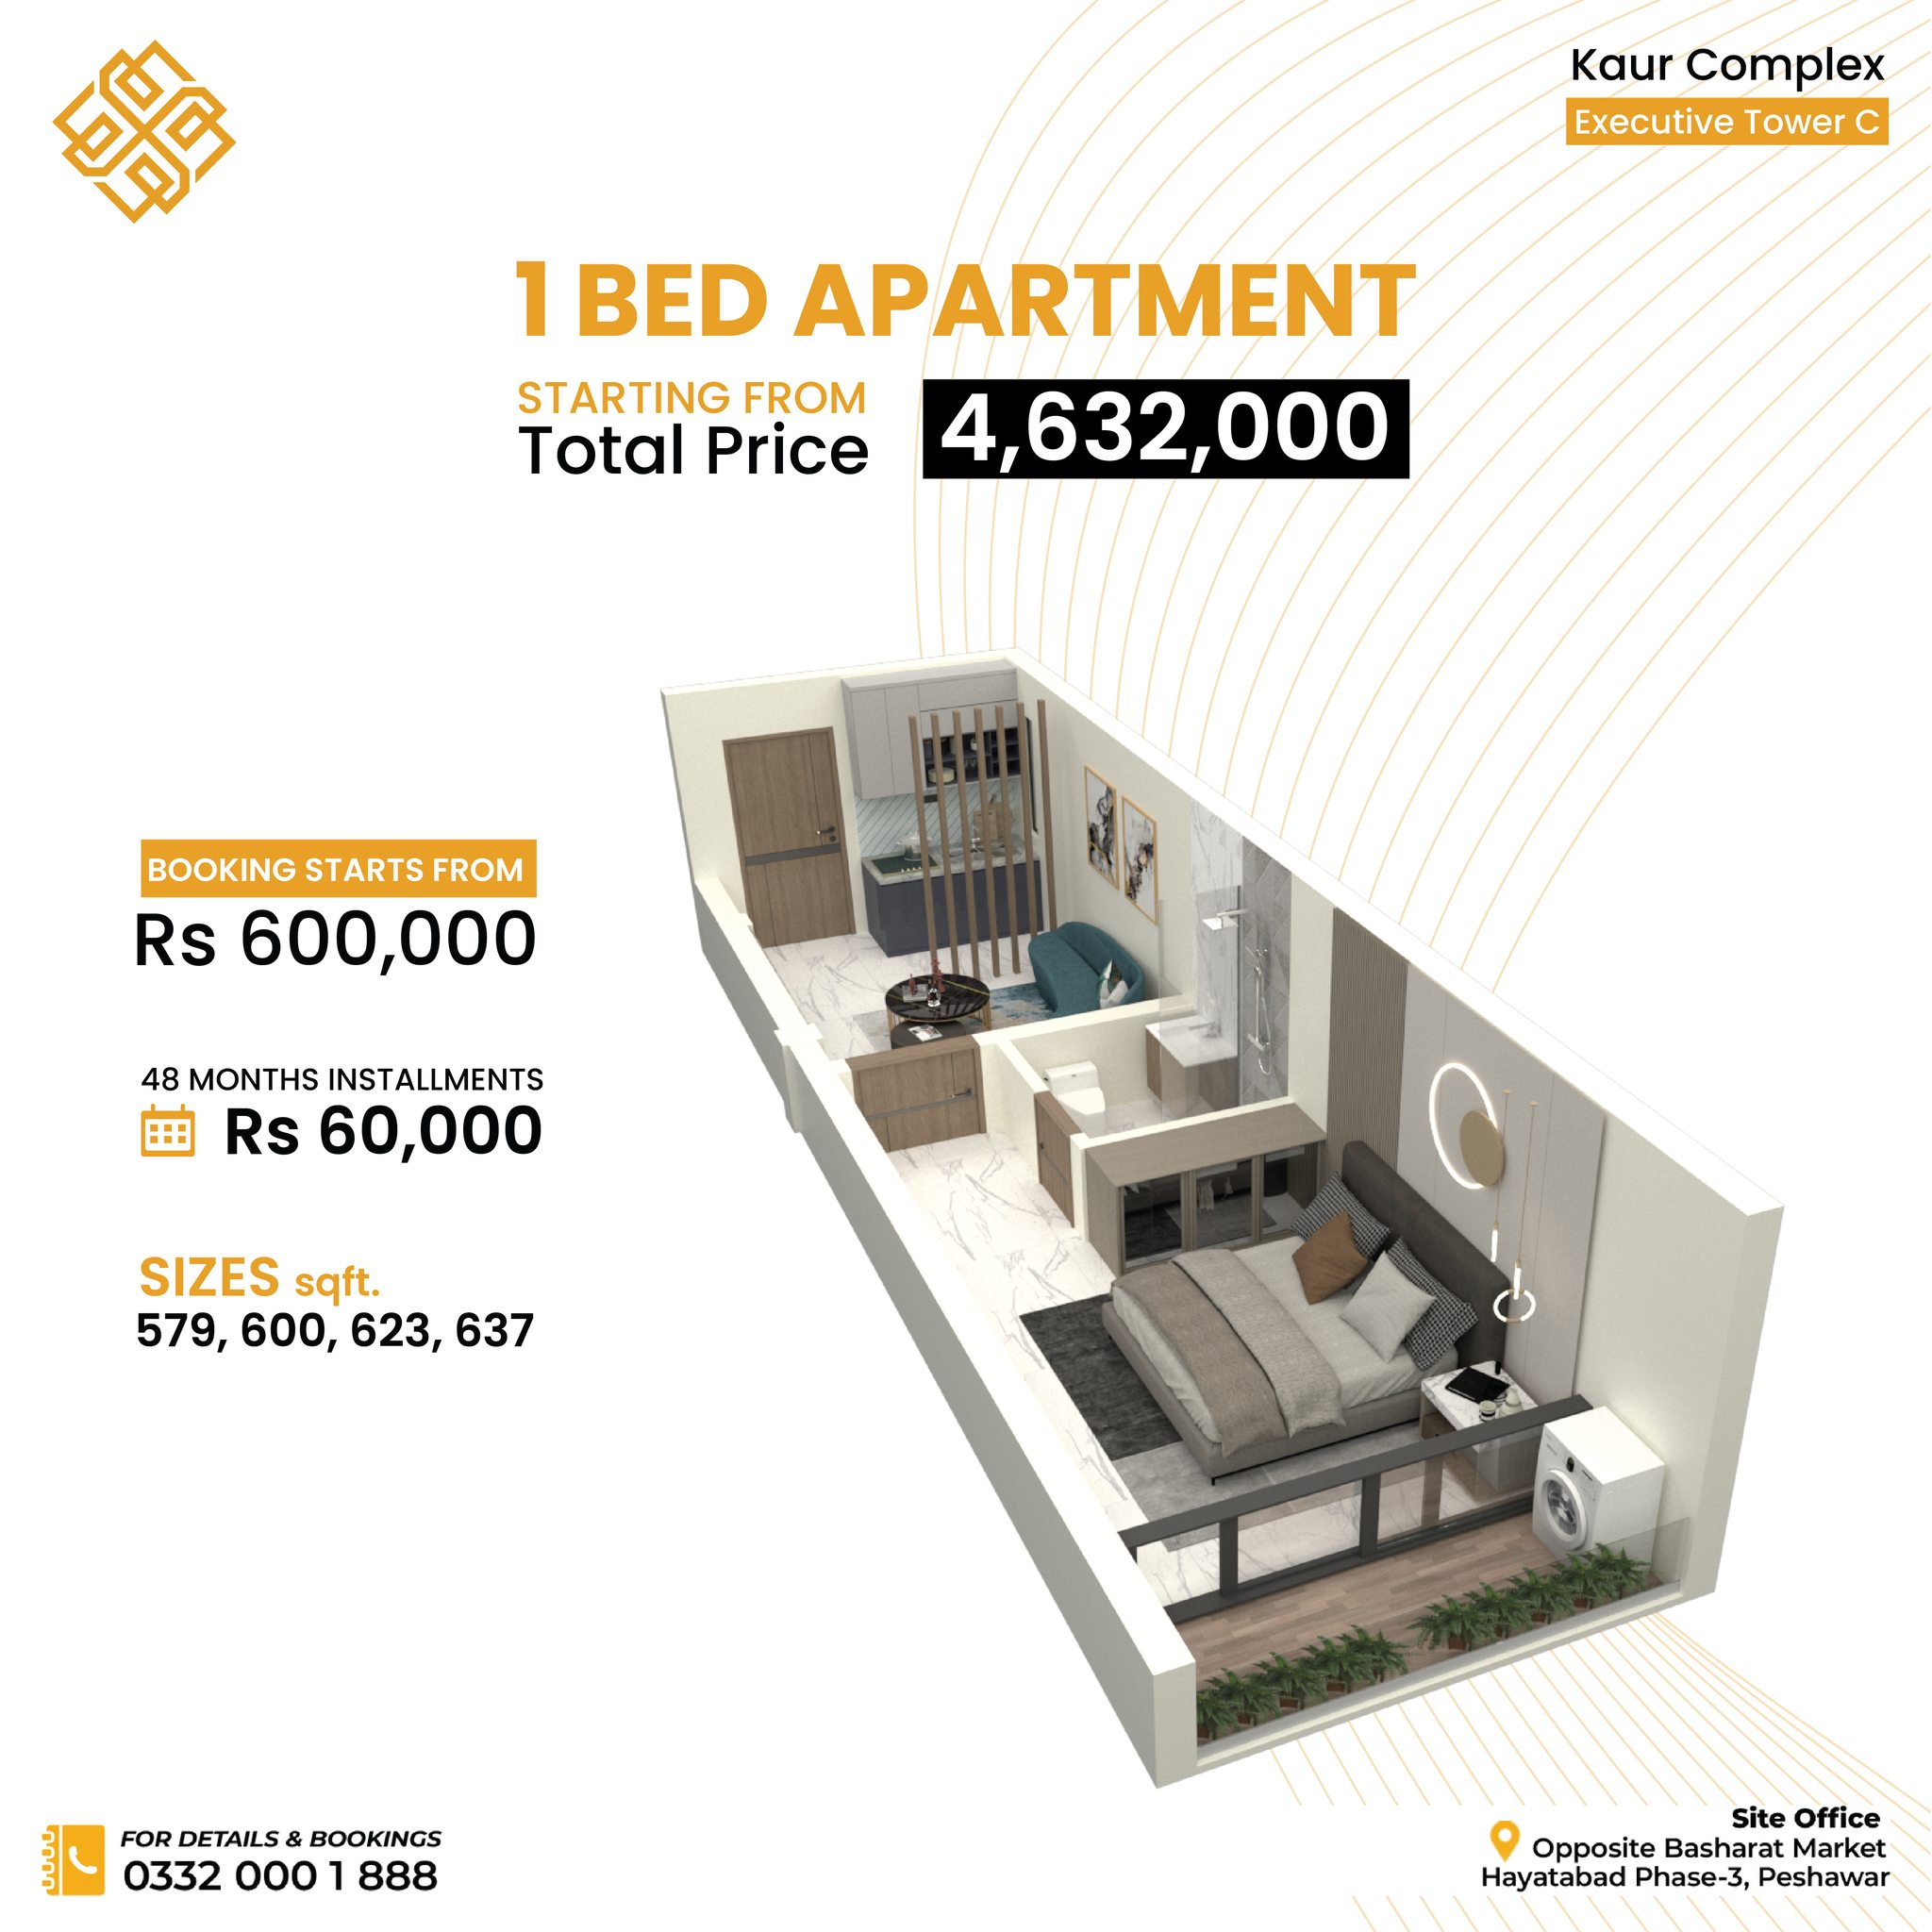 Kaur Complex
Executive Tower C
1 BED APARTMENT
STARTING FROM
Total Price
4,632,000
BOOKING STARTS FROM
Rs 600,000
48 MONTHS INSTALLMENTS
Rs 60,000
SIZES sqft.
579, 600, 623, 637
FOR DETAILS & BOOKINGS
0332 000 1 888
Site Office
Opposite Basharat Market
Hayatabad Phase-3, Peshawar